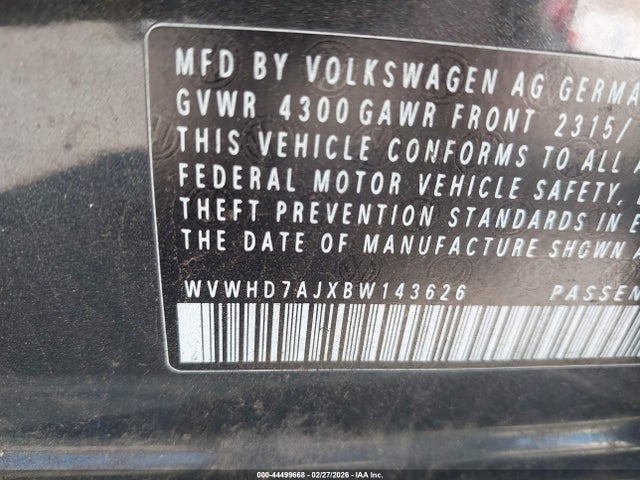 MFD BY VOLKSWAGEN AG GERMA
GVWR 4300 GAWR FRONT 2315/
THIS VEHICLE CONFORMS TO ALL A
FEDERAL MOTOR VEHICLE SAFETY,
THEFT PREVENTION STANDARDS IN E
THE DATE OF MANUFACTURE SHOWN A
WVWHD7AJXBW143626 PASSEN
000-44499668 - 02/27/2026 - IAA Inc.